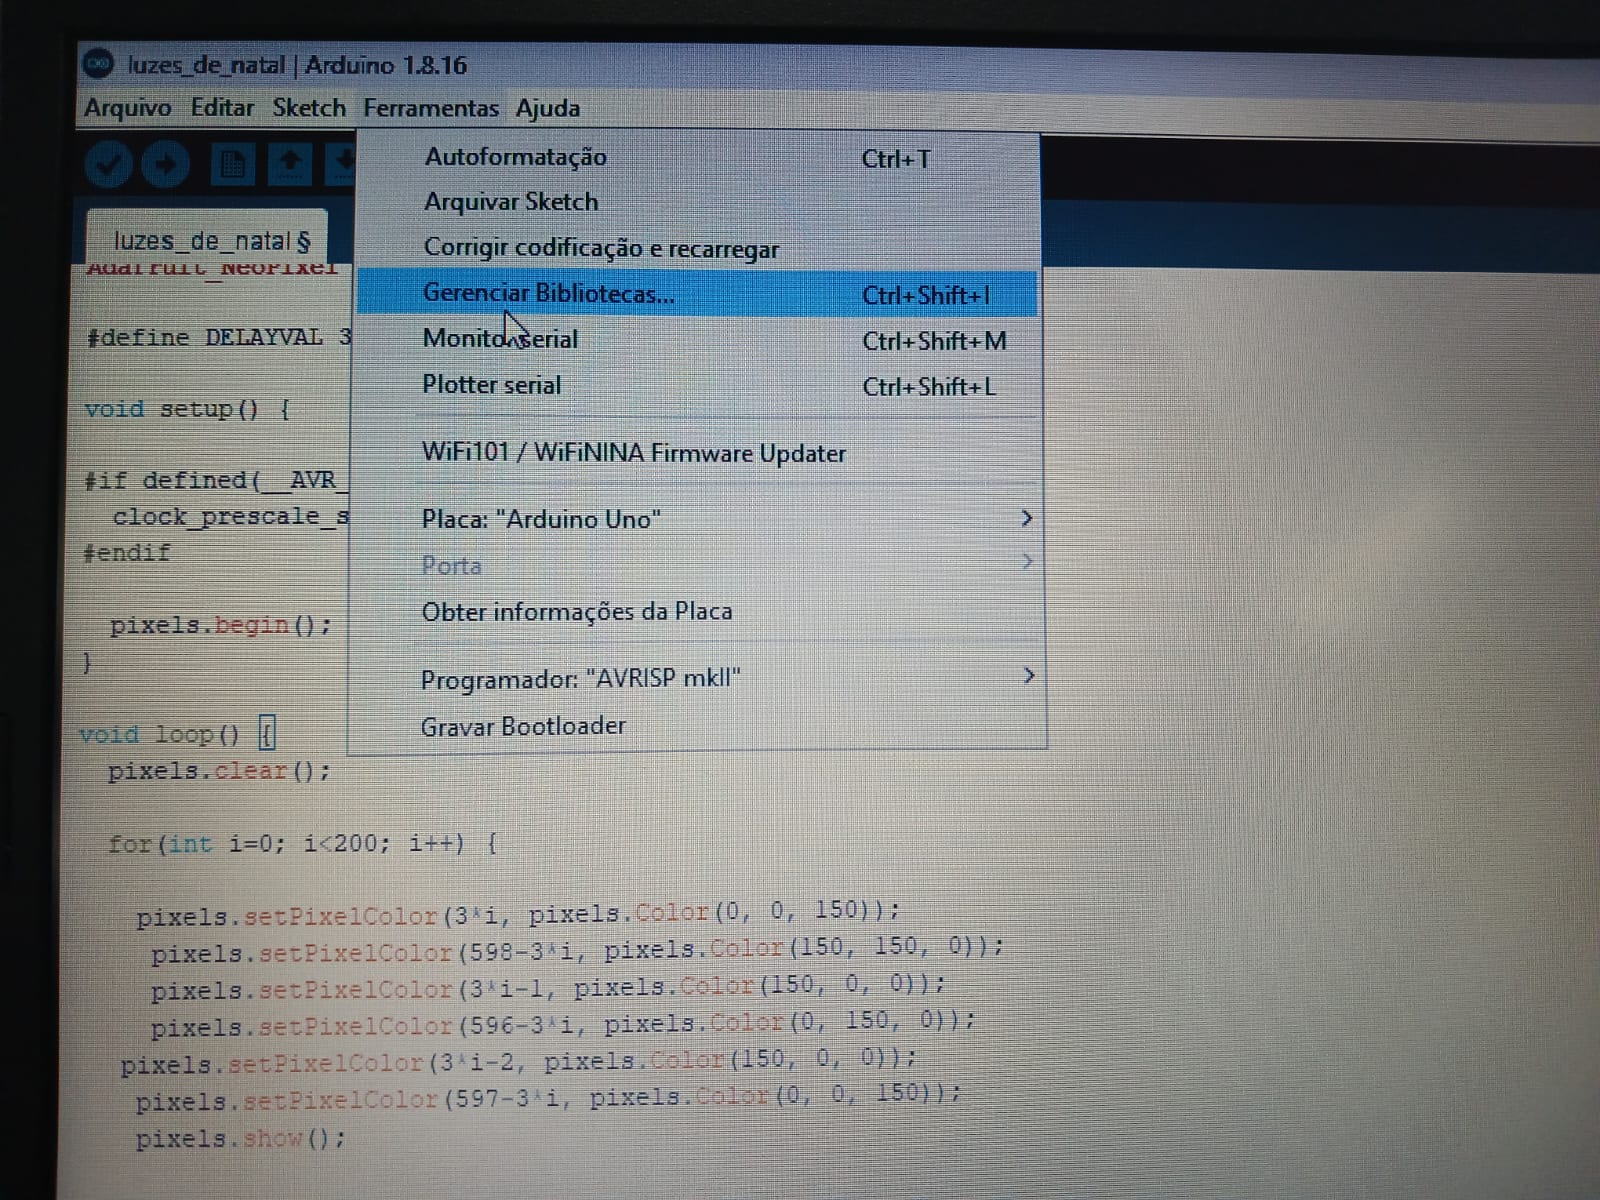 luzes_de_natal | Arduino 1.8.16
Arquivo Editar Sketch Ferramentas Ajuda
Autoformatação Ctrl+T
Arquivar Sketch
Corrigir codificação e recarregar
Gerenciar Bibliotecas... Ctrl+Shift+I
Monitor serial Ctrl+Shift+M
Plotter serial Ctrl+Shift+L
WiFi101 / WiFiNINA Firmware Updater
Placa: "Arduino Uno"
Porta
Obter informações da Placa
Programador: "AVRISP mkII"
Gravar Bootloader
luzes_de_natal §
Adafruit_NeoPixel
#define DELAYVAL 3
void setup() {
#if defined(__AVR_
clock_prescale_s
#endif
pixels.begin();
}
void loop() {
pixels.clear();
for(int i=0; i<200; i++) {
pixels.setPixelColor(3*i, pixels.Color(0, 0, 150));
pixels.setPixelColor(598-3*i, pixels.Color(150, 150, 0));
pixels.setPixelColor(3*i-1, pixels.Color(150, 0, 0));
pixels.setPixelColor(596-3*i, pixels.Color(0, 150, 0));
pixels.setPixelColor(3*i-2, pixels.Color(150, 0, 0));
pixels.setPixelColor(597-3*i, pixels.Color(0, 0, 150));
pixels.show();